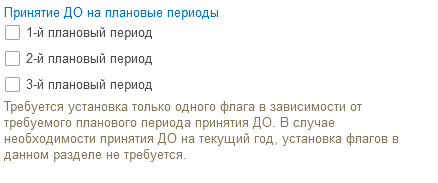 Принятие ДО на плановые периоды
1-й плановый период
2-й плановый период
3-й плановый период
Требуется установка только одного флага в зависимости от
требуемого планового периода принятия ДО. В случае
необходимости принятия ДО на текущий год, установка флагов в
данном разделе не требуется.